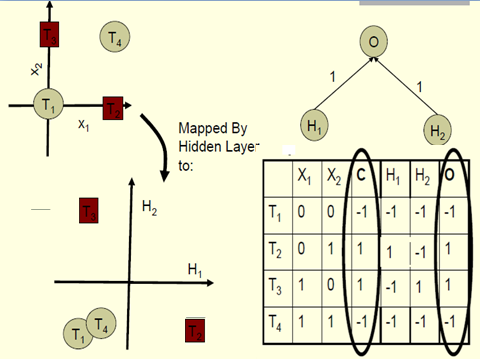 T3
T4
X2
T1
T2
X1
Mapped By
Hidden Layer
to:
O
1
1
H1
H2
T3
H2
H1
T1
T4
T2
X1 X2 C H1 H2 O
T1 0 0 -1 -1 -1 -1
T2 0 1 1 1 -1 1
T3 1 0 1 -1 1 1
T4 1 1 -1 -1 -1 -1